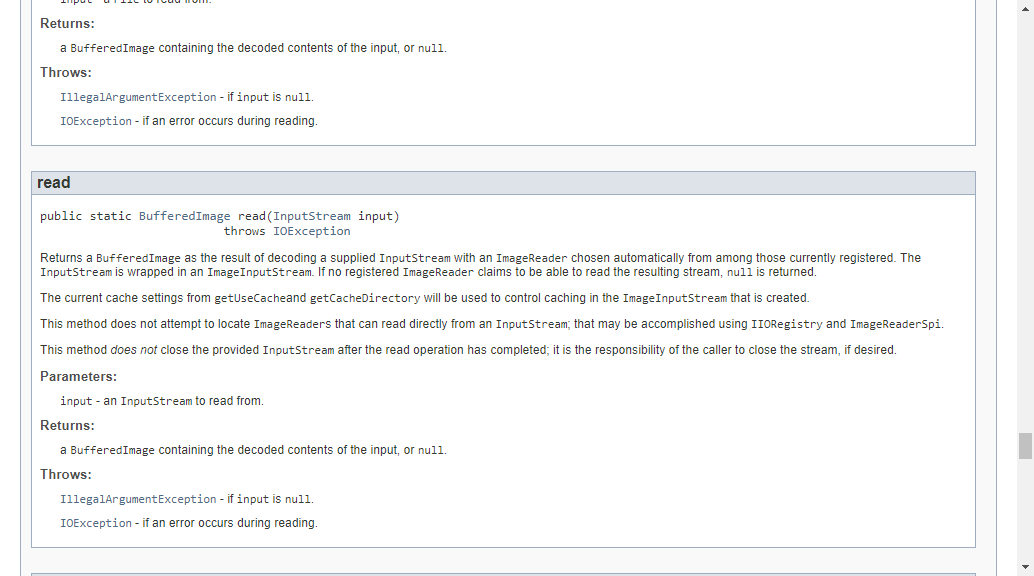 input - a File to read from.
Returns:
a BufferedImage containing the decoded contents of the input, or null.
Throws:
IllegalArgumentException - if input is null.
IOException - if an error occurs during reading.
read
public static BufferedImage read(InputStream input)
throws IOException
Returns a BufferedImage as the result of decoding a supplied InputStream with an ImageReader chosen automatically from among those currently registered. The
InputStream is wrapped in an ImageInputStream. If no registered ImageReader claims to be able to read the resulting stream, null is returned.
The current cache settings from getUseCacheand getCacheDirectory will be used to control caching in the ImageInputStream that is created.
This method does not attempt to locate ImageReaders that can read directly from an InputStream; that may be accomplished using IIORegistry and ImageReaderSpi.
This method does not close the provided InputStream after the read operation has completed; it is the responsibility of the caller to close the stream, if desired.
Parameters:
input - an InputStream to read from.
Returns:
a BufferedImage containing the decoded contents of the input, or null.
Throws:
IllegalArgumentException - if input is null.
IOException - if an error occurs during reading.